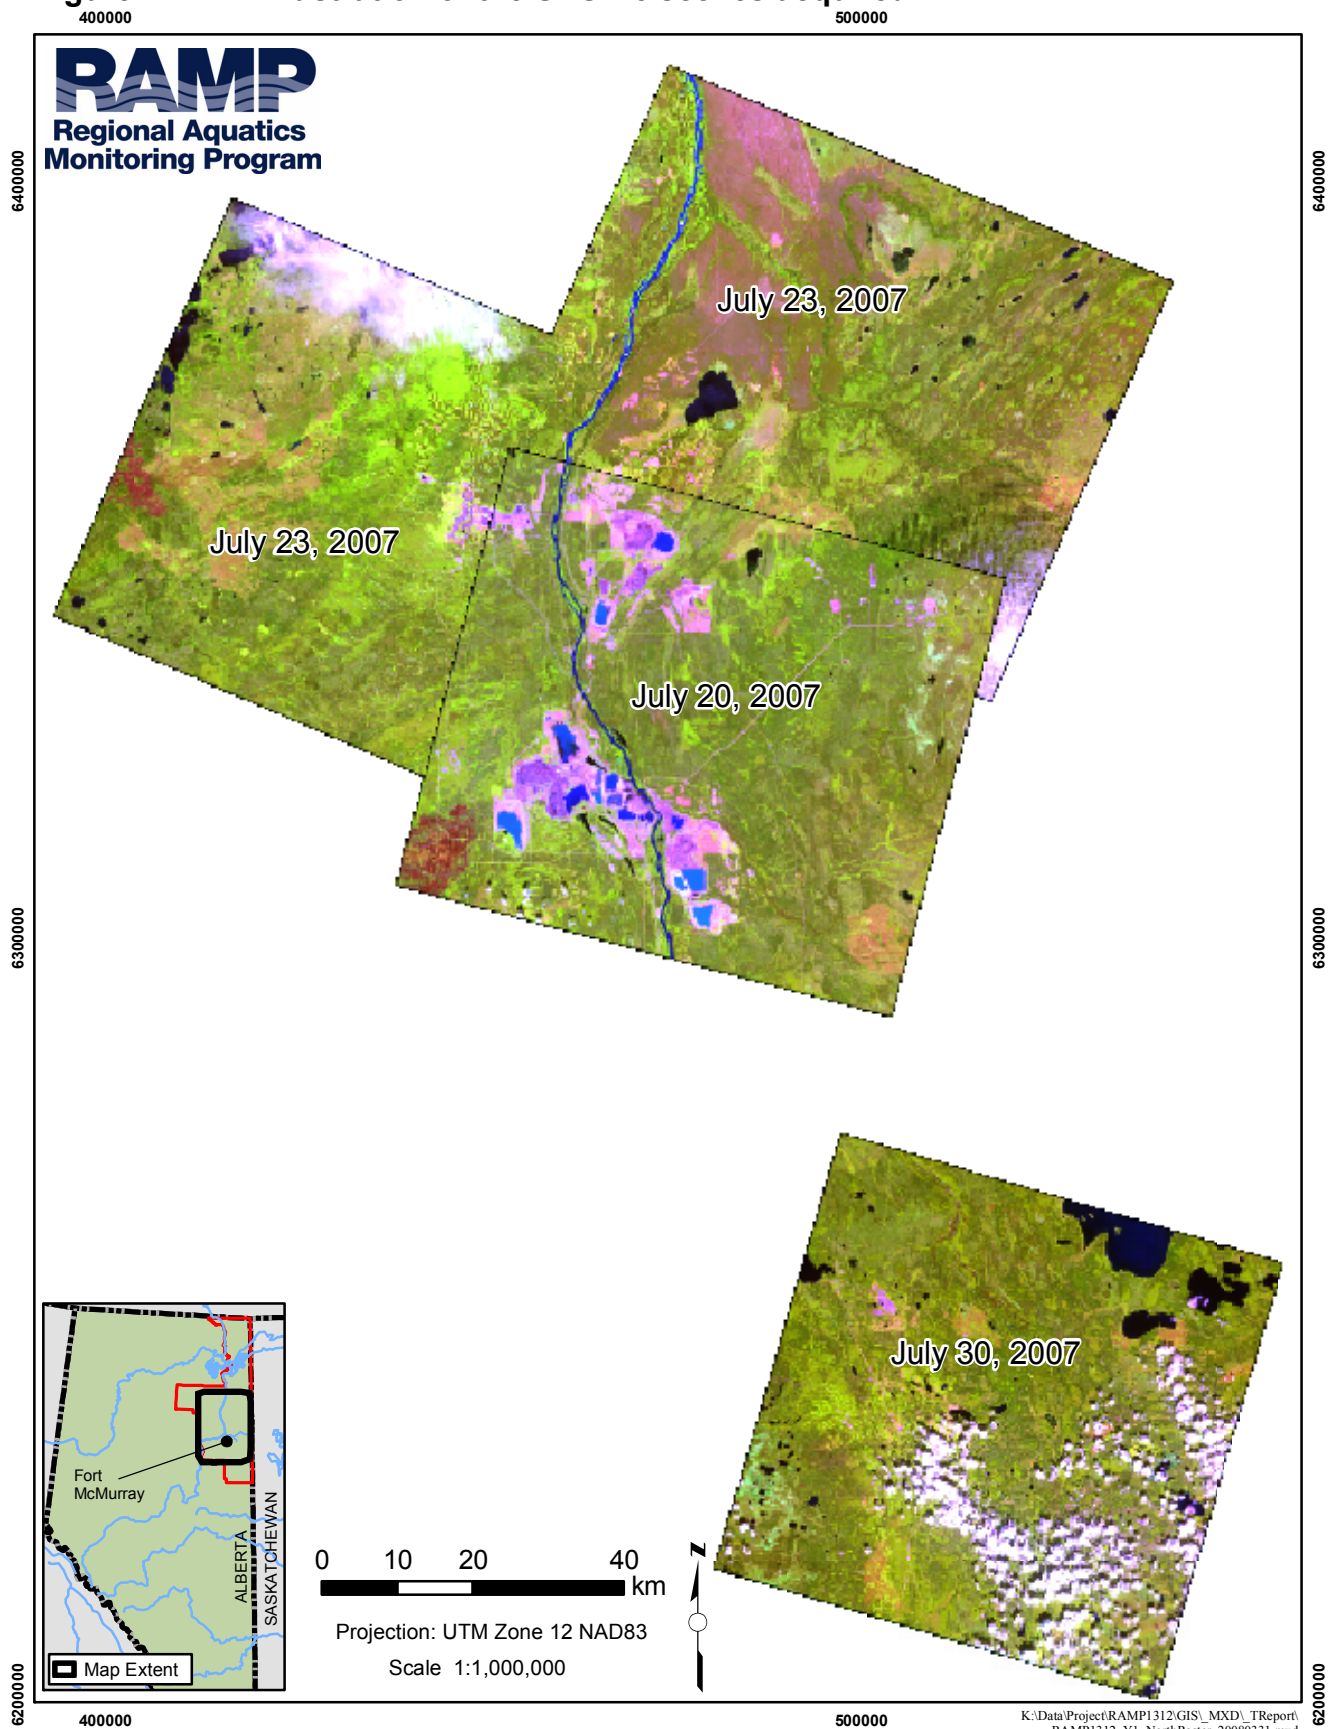 400000
500000
RAMP
Regional Aquatics
Monitoring Program
6400000
6400000
July 23, 2007
July 23, 2007
July 20, 2007
6300000
6300000
July 30, 2007
Fort
McMurray
ALBERTA
SASKATCHEWAN
Map Extent
0 10 20 40
km
Projection: UTM Zone 12 NAD83
Scale 1:1,000,000
N
6200000
6200000
400000
500000
K:\Data\Project\RAMP1312\GIS\_MXD\_TReport\